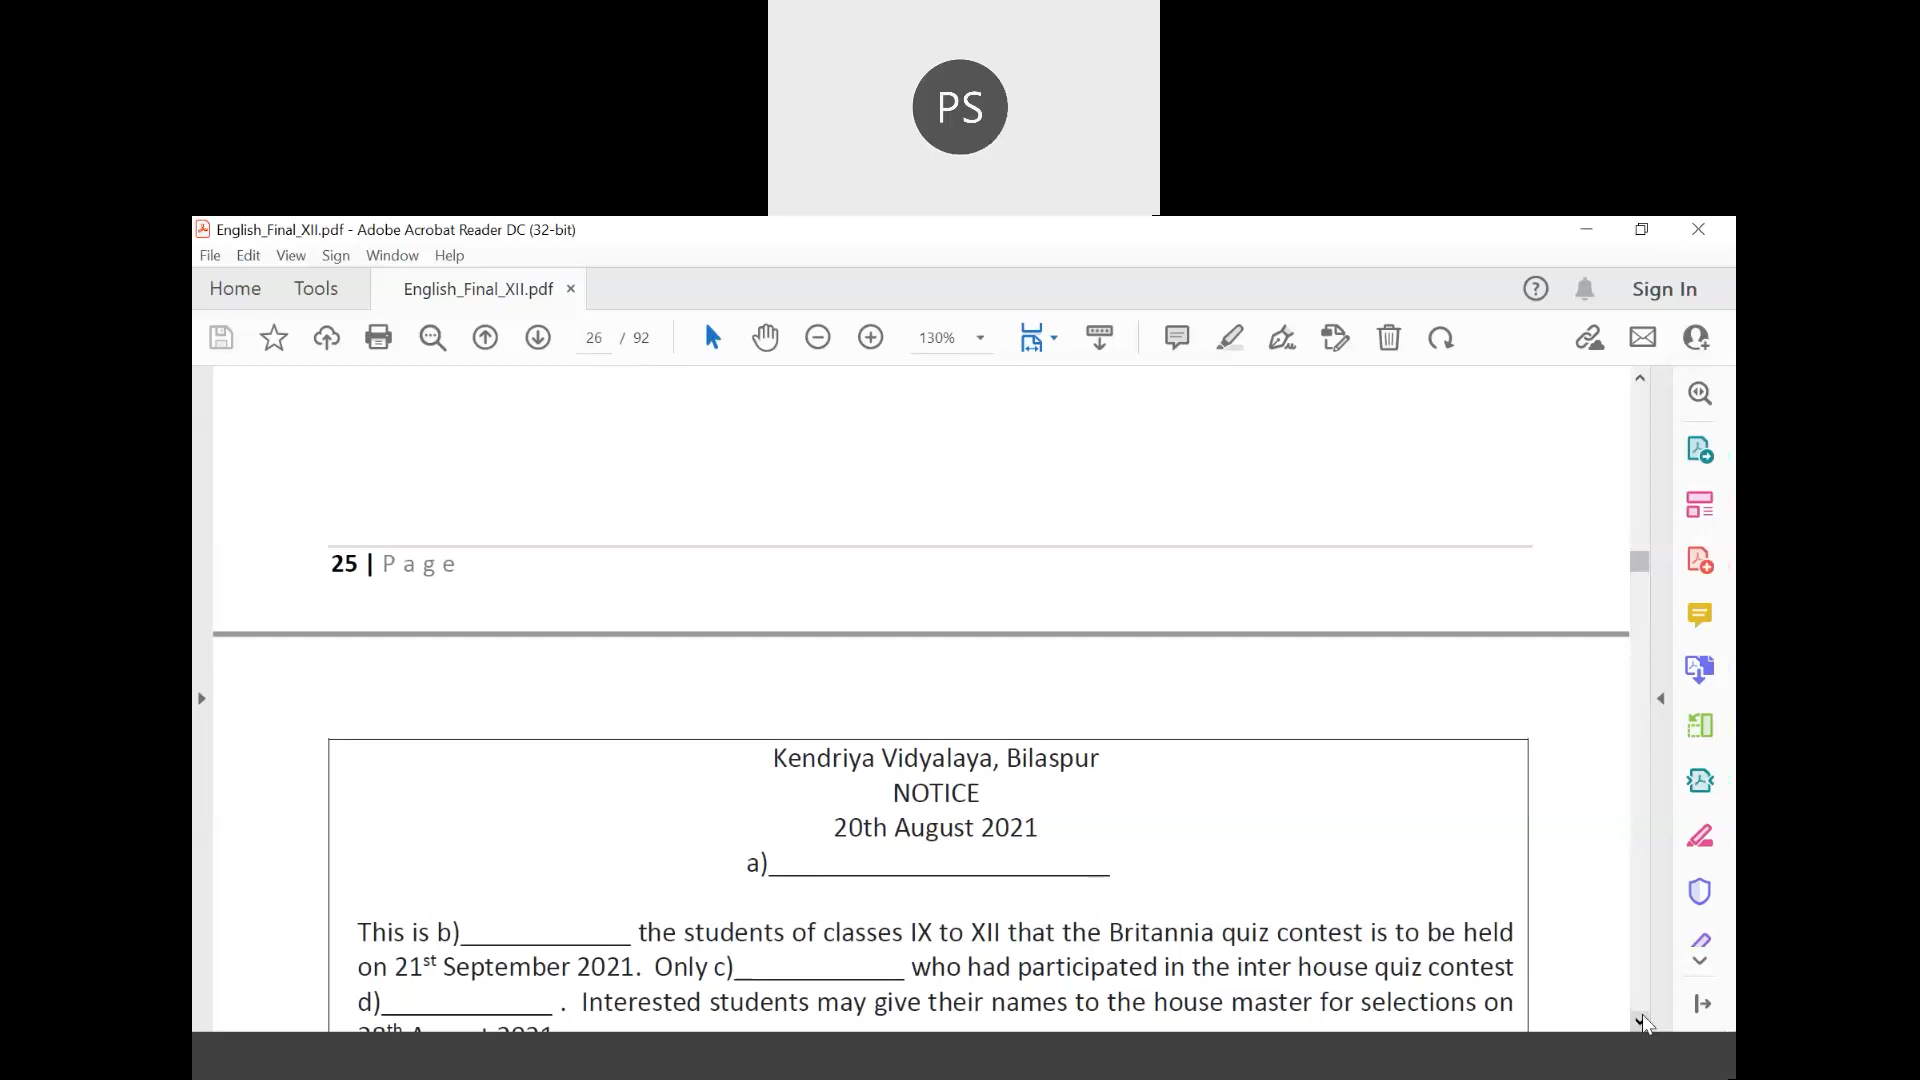 PS
English_Final_XII.pdf - Adobe Acrobat Reader DC (32-bit)
File Edit View Sign Window Help
Home Tools English_Final_XII.pdf × Sign In
26 / 92 130%
25 | Page
Kendriya Vidyalaya, Bilaspur
NOTICE
20th August 2021
a)_________________________
This is b)____________ the students of classes IX to XII that the Britannia quiz contest is to be held
on 21st September 2021. Only c)____________ who had participated in the inter house quiz contest
d)____________ . Interested students may give their names to the house master for selections on